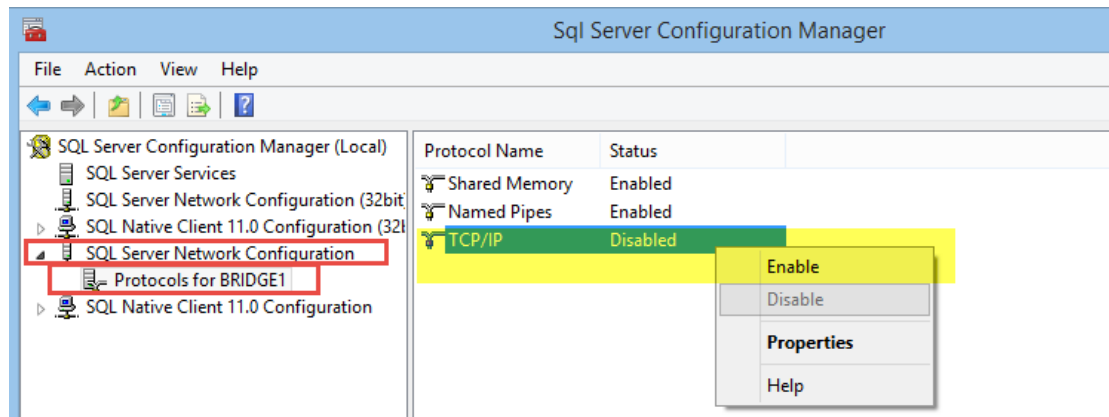 Sql Server Configuration Manager
File Action View Help
SQL Server Configuration Manager (Local)
SQL Server Services
SQL Server Network Configuration (32bit
SQL Native Client 11.0 Configuration (32
SQL Server Network Configuration
Protocols for BRIDGE1
SQL Native Client 11.0 Configuration
Protocol Name Status
Shared Memory Enabled
Named Pipes Enabled
TCP/IP Disabled
Enable
Disable
Properties
Help